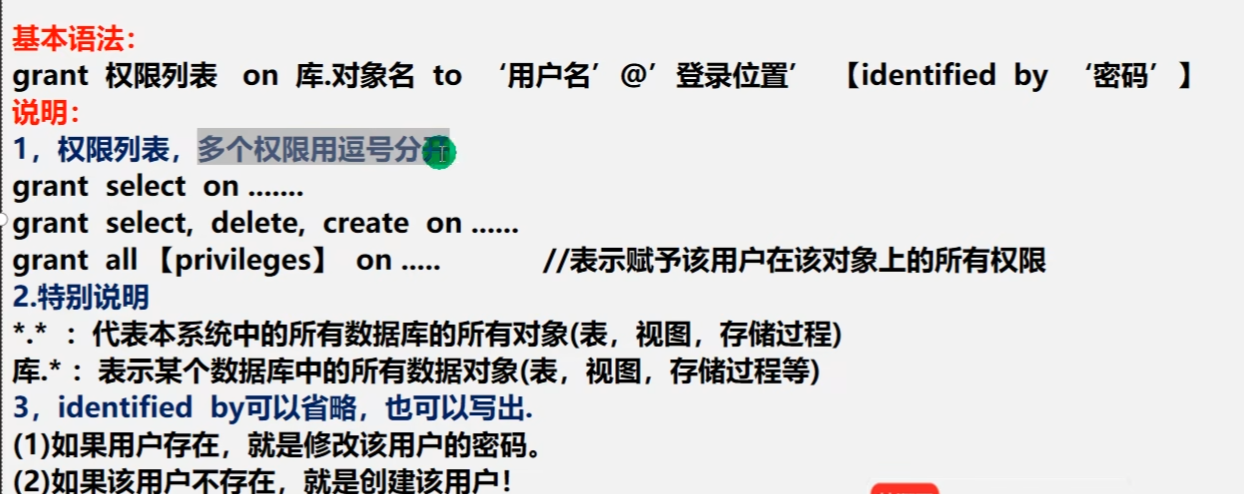 基本语法：
grant 权限列表 on 库.对象名 to ‘用户名’@’登录位置’ 【identified by ‘密码’】
说明：
1，权限列表，多个权限用逗号分开
grant select on .......
grant select, delete, create on ......
grant all 【privileges】 on ..... //表示赋予该用户在该对象上的所有权限
2.特别说明
*.* ：代表本系统中的所有数据库的所有对象(表，视图，存储过程)
库.*：表示某个数据库中的所有数据对象(表，视图，存储过程等)
3，identified by可以省略，也可以写出.
(1)如果用户存在，就是修改该用户的密码。
(2)如果该用户不存在，就是创建该用户！